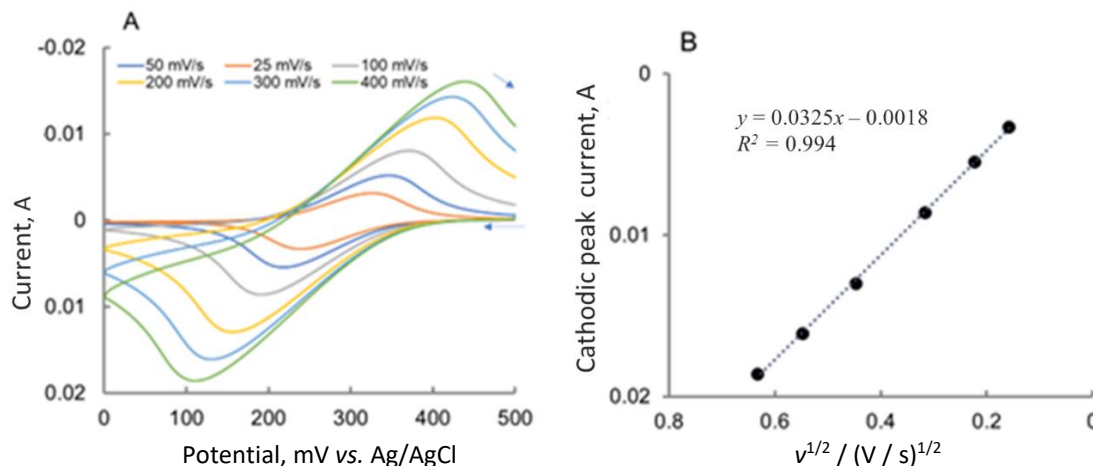 A
-0.02
50 mV/s 25 mV/s 100 mV/s
200 mV/s 300 mV/s 400 mV/s
0.01
0
0.01
0.02
Current, A
0 100 200 300 400 500
Potential, mV vs. Ag/AgCl
B
0
y = 0.0325x – 0.0018
R² = 0.994
0.01
0.02
Cathodic peak current, A
0.8 0.6 0.4 0.2 0
v¹/² / (V / s)¹/²